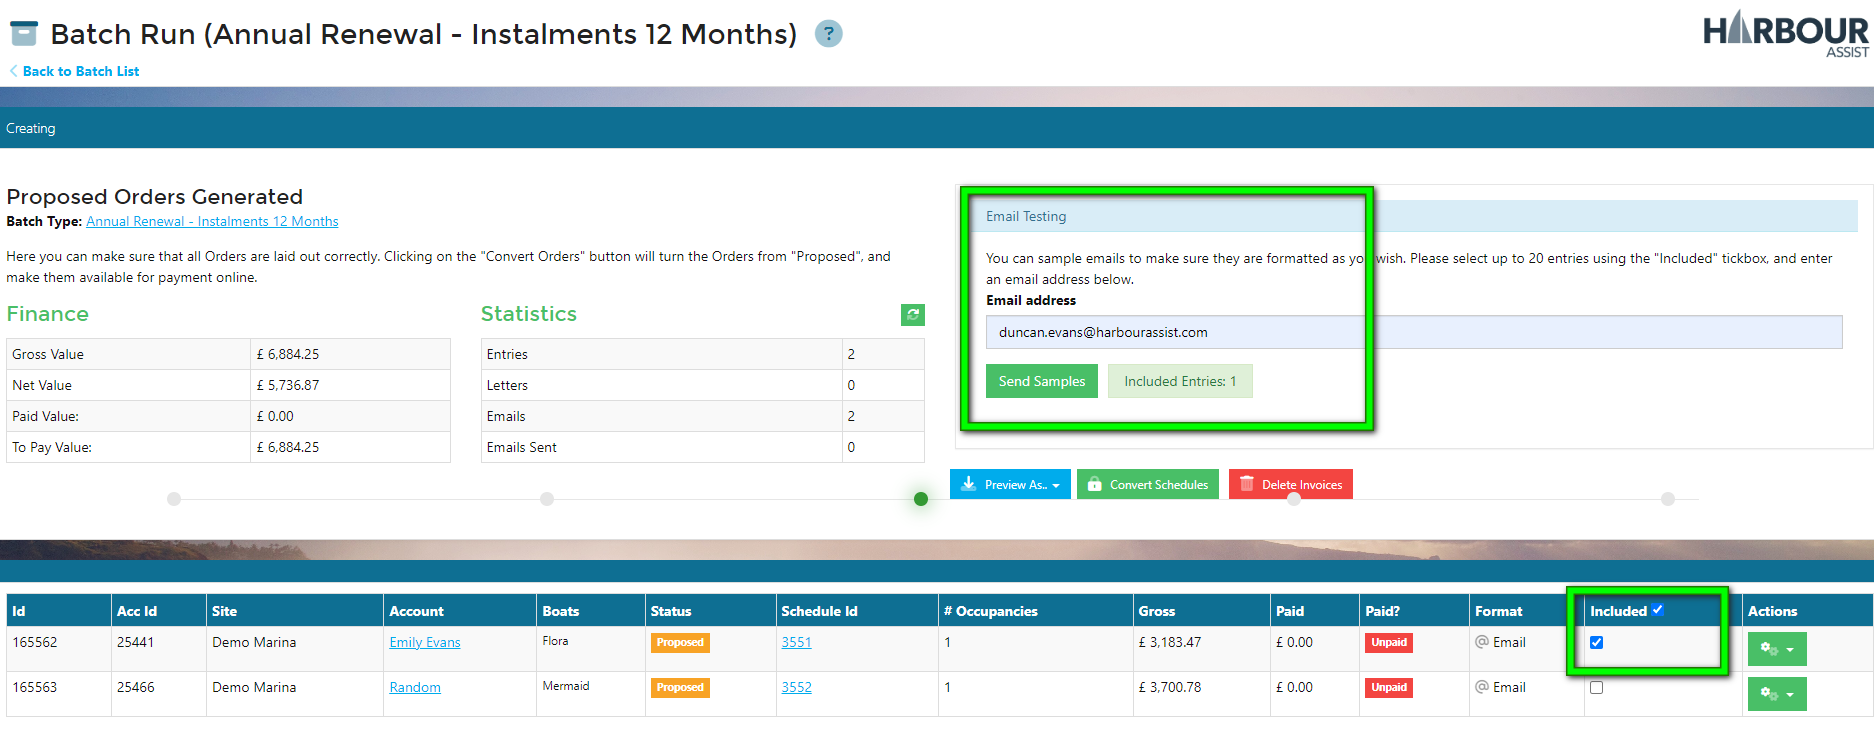 Batch Run (Annual Renewal - Instalments 12 Months) ?
HARBOUR
ASSIST
Back to Batch List
Creating
Proposed Orders Generated
Batch Type: Annual Renewal - Instalments 12 Months
Here you can make sure that all Orders are laid out correctly. Clicking on the "Convert Orders" button will turn the Orders from "Proposed", and
make them available for payment online.
Finance
Gross Value £ 6,884.25
Net Value £ 5,736.87
Paid Value: £ 0.00
To Pay Value: £ 6,884.25
Statistics
Entries 2
Letters 0
Emails 2
Emails Sent 0
Email Testing
You can sample emails to make sure they are formatted as you wish. Please select up to 20 entries using the "Included" tickbox, and enter
an email address below.
Email address
duncan.evans@harbourassist.com
Send Samples Included Entries: 1
Preview As.. Convert Schedules Delete Invoices
Id Acc Id Site Account Boats Status Schedule Id # Occupancies Gross Paid Paid? Format Included Actions
165562 25441 Demo Marina Emily Evans Flora Proposed 3551 1 £ 3,183.47 £ 0.00 Unpaid @ Email
165563 25466 Demo Marina Random Mermaid Proposed 3552 1 £ 3,700.78 £ 0.00 Unpaid @ Email